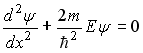 d²ψ/dx² + 2m/ħ² Eψ = 0